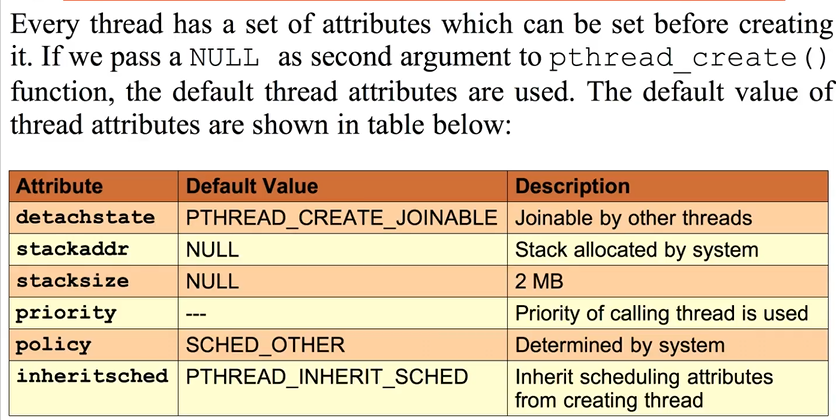 Every thread has a set of attributes which can be set before creating
it. If we pass a NULL as second argument to pthread_create()
function, the default thread attributes are used. The default value of
thread attributes are shown in table below:
Attribute Default Value Description
detachstate PTHREAD_CREATE_JOINABLE Joinable by other threads
stackaddr NULL Stack allocated by system
stacksize NULL 2 MB
priority --- Priority of calling thread is used
policy SCHED_OTHER Determined by system
inheritsched PTHREAD_INHERIT_SCHED Inherit scheduling attributes
from creating thread